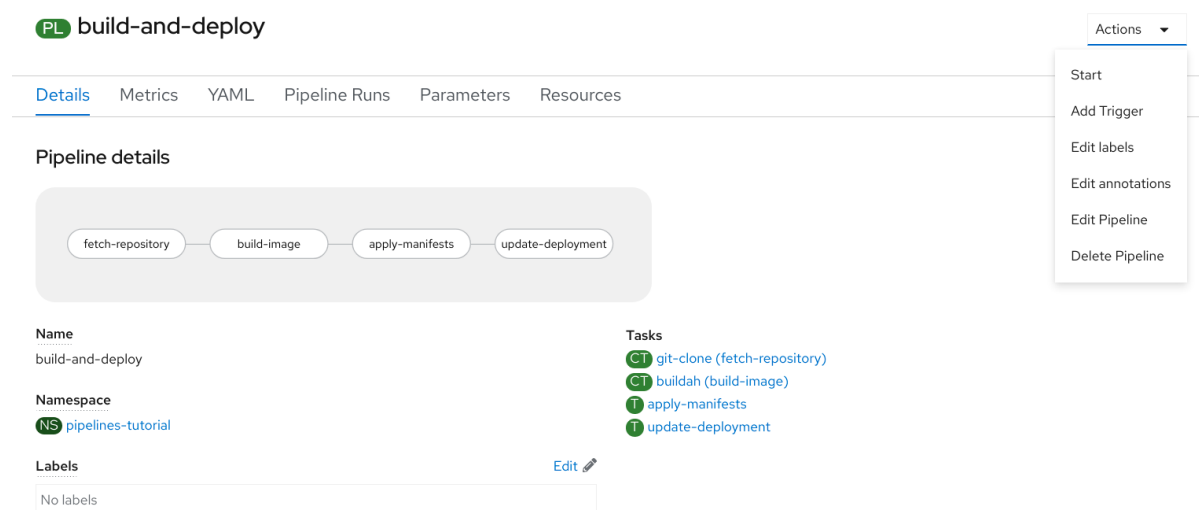 PL build-and-deploy
Actions
Start
Add Trigger
Edit labels
Edit annotations
Edit Pipeline
Delete Pipeline
Details Metrics YAML Pipeline Runs Parameters Resources
Pipeline details
fetch-repository build-image apply-manifests update-deployment
Name
build-and-deploy
Namespace
NS pipelines-tutorial
Labels Edit
No labels
Tasks
CT git-clone (fetch-repository)
CT buildah (build-image)
T apply-manifests
T update-deployment